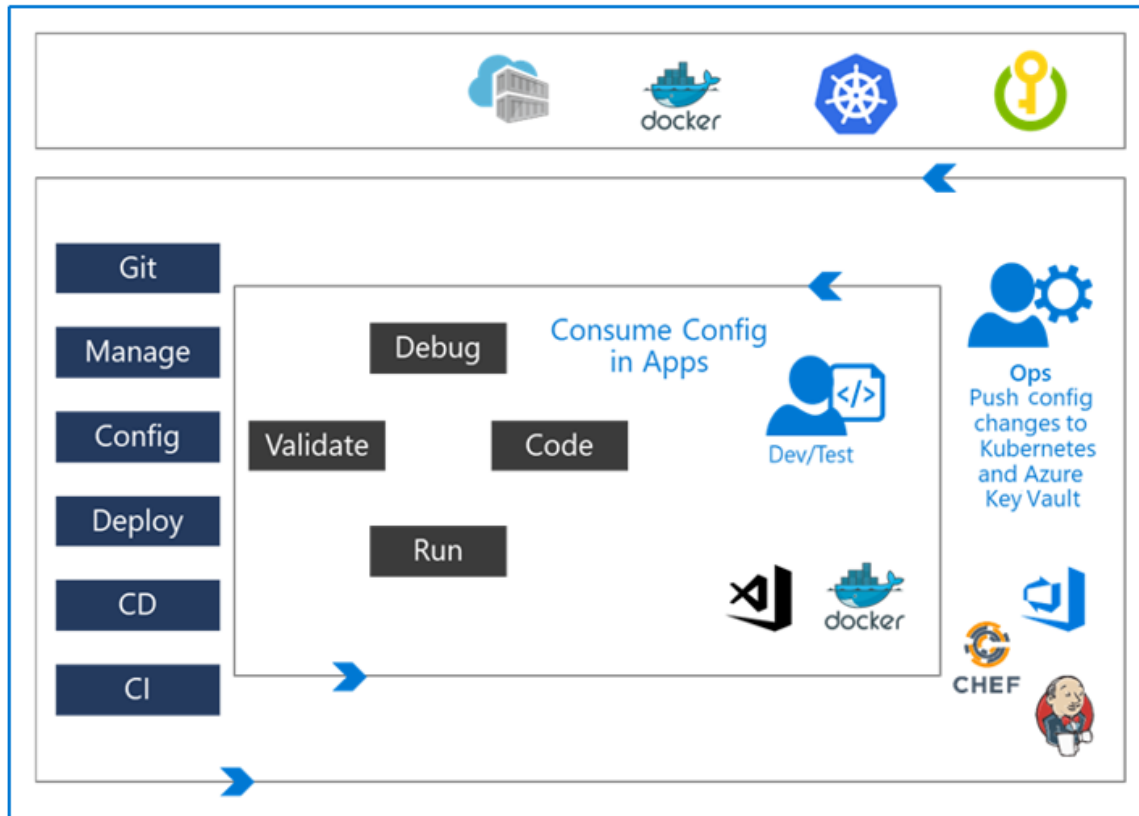 docker
Git
Manage
Config
Deploy
CD
CI
Debug
Validate
Code
Run
Consume Config
in Apps
</>
Dev/Test
docker
Ops
Push config
changes to
Kubernetes
and Azure
Key Vault
CHEF